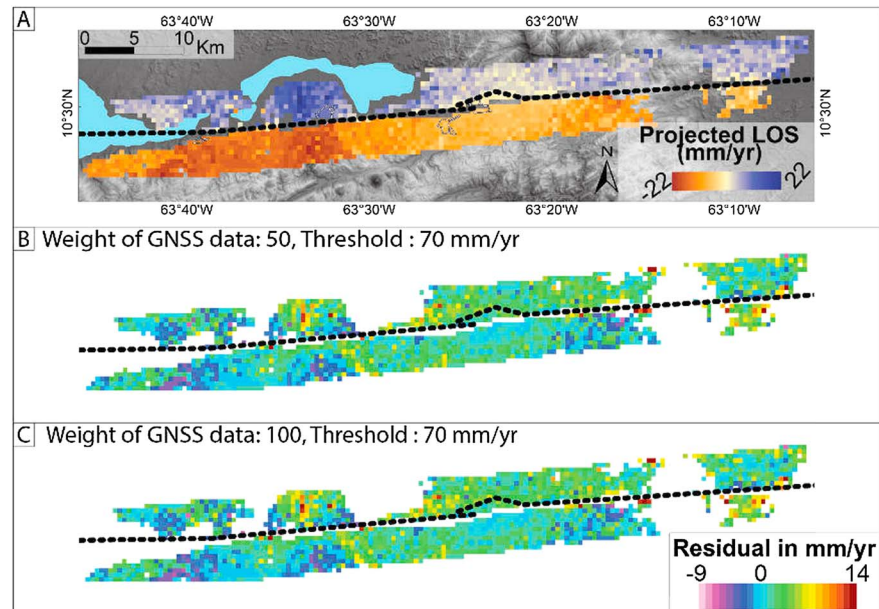 A
63°40'W 63°30'W 63°20'W 63°10'W
0 5 10
Km
10°30'N
10°30'N
Projected LOS
(mm/yr)
N
-22 22
63°40'W 63°30'W 63°20'W 63°10'W
B Weight of GNSS data: 50, Threshold : 70 mm/yr
C Weight of GNSS data: 100, Threshold : 70 mm/yr
Residual in mm/yr
-9 0 14